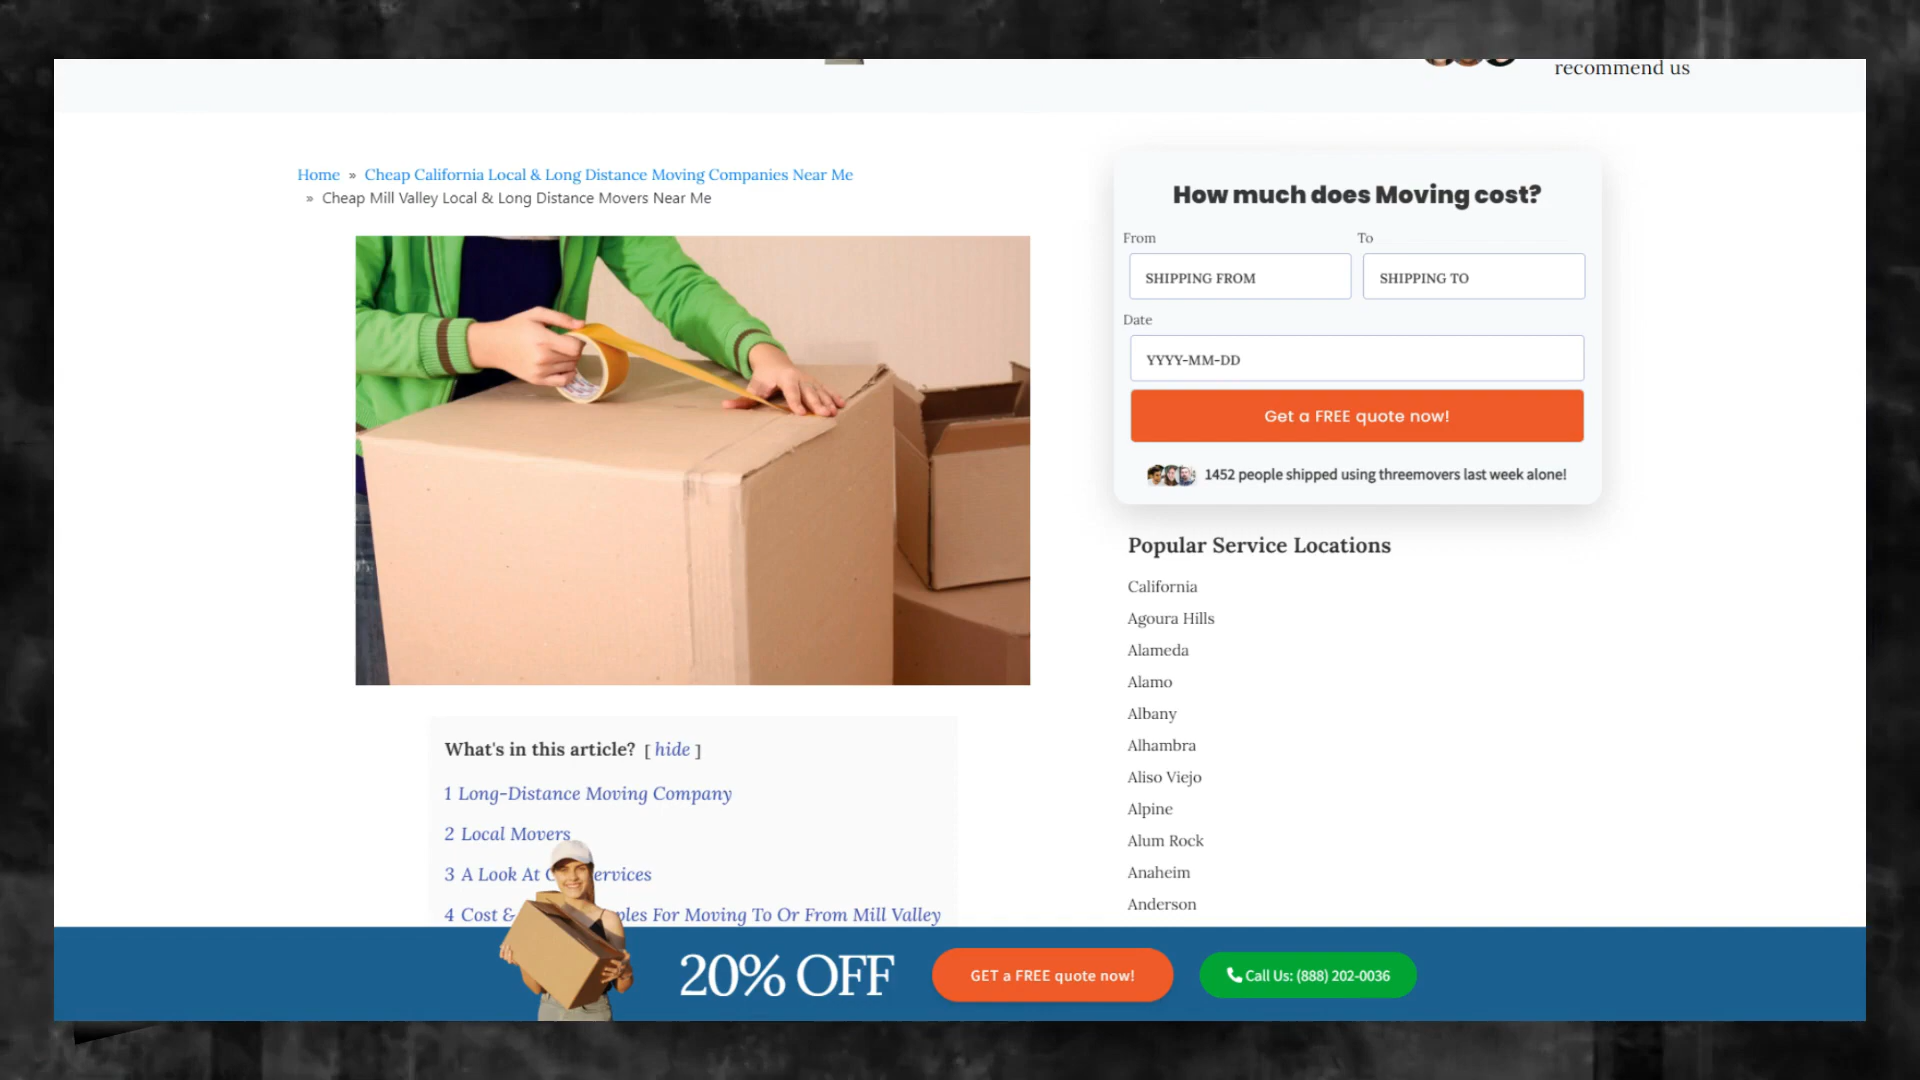 recommend us
Home » Cheap California Local & Long Distance Moving Companies Near Me
» Cheap Mill Valley Local & Long Distance Movers Near Me
How much does Moving cost?
From To
SHIPPING FROM SHIPPING TO
Date
YYYY-MM-DD
Get a FREE quote now!
1452 people shipped using threemovers last week alone!
Popular Service Locations
California
Agoura Hills
Alameda
Alamo
Albany
Alhambra
Aliso Viejo
Alpine
Alum Rock
Anaheim
Anderson
What's in this article? [ hide ]
1 Long-Distance Moving Company
2 Local Movers
3 A Look At
4 Cost & For Moving To Or From Mill Valley
20% OFF
GET a FREE quote now!
Call Us: (888) 202-0036